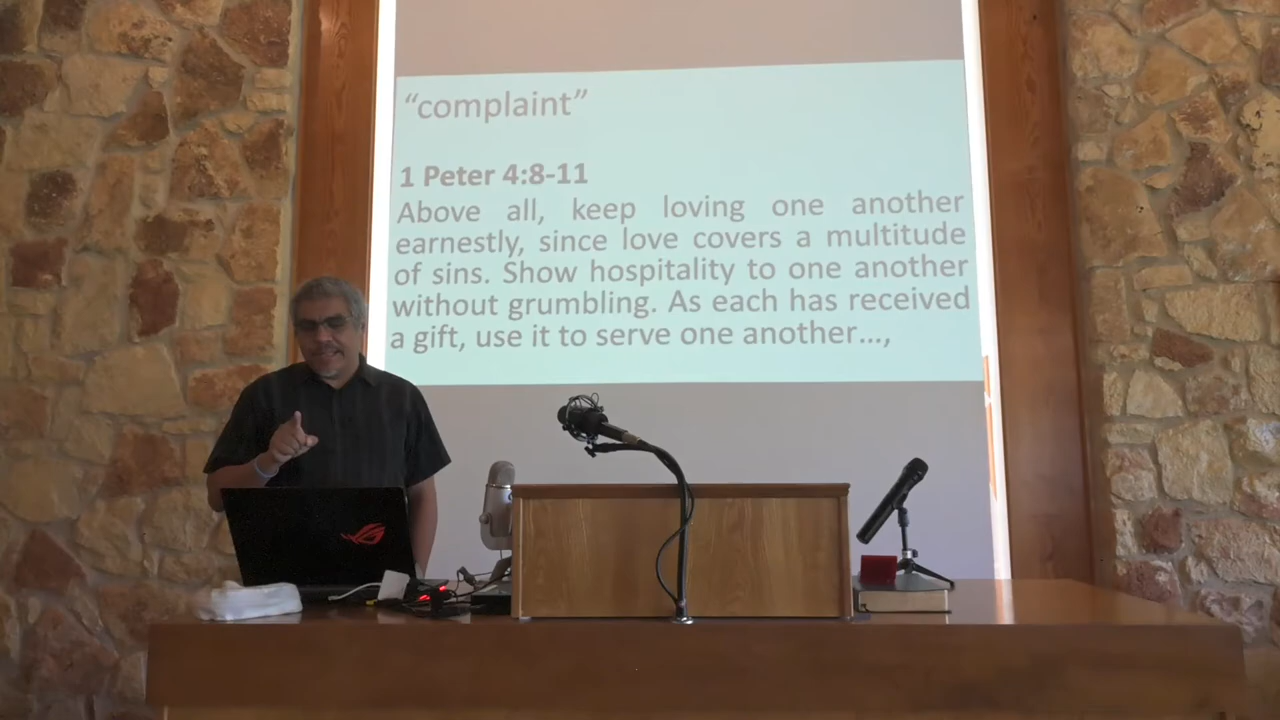 “complaint”
1 Peter 4:8-11
Above all, keep loving one another
earnestly, since love covers a multitude
of sins. Show hospitality to one another
without grumbling. As each has received
a gift, use it to serve one another...,